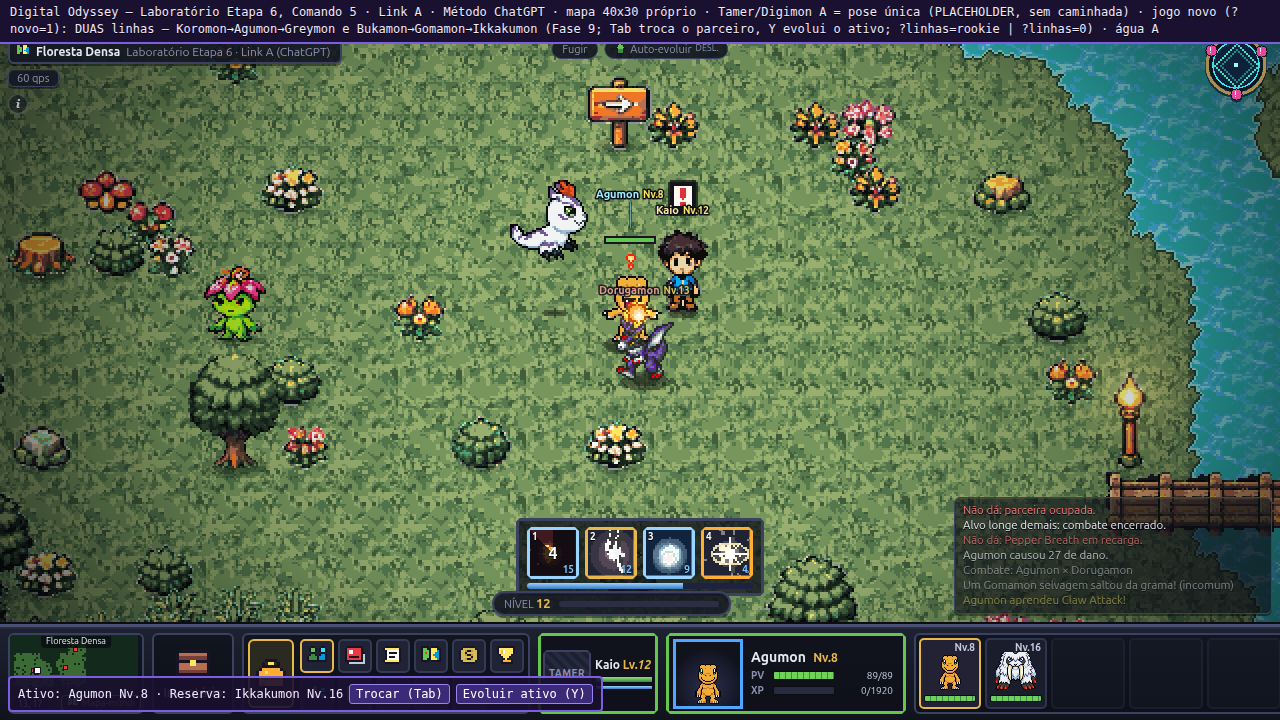 Digital Odyssey — Laboratório Etapa 6, Comando 5 · Link A · Método ChatGPT · mapa 40x30 próprio · Tamer/Digimon A = pose única (PLACEHOLDER, sem caminhada) · jogo novo (?
novo=1): DUAS linhas — Koromon→Agumon→Greymon e Bukamon→Gomamon→Ikkakumon (Fase 9; Tab troca o parceiro, Y evolui o ativo; ?linhas=rookie | ?linhas=0) · água A
Floresta Densa Laboratório Etapa 6 · Link A (ChatGPT)
Fugir
Auto-evoluir DESL.
60 qps
i
Agumon Nv.8
Kaio Nv.12
Dorugamon Nv.13
Não dá: parceira ocupada.
Alvo longe demais: combate encerrado.
Não dá: Pepper Breath em recarga.
Agumon causou 27 de dano.
Combate: Agumon × Dorugamon
Um Gomamon selvagem saltou da grama! (incomum)
Agumon aprendeu Claw Attack!
1 4 15
2 12
3 9
4 4
NÍVEL 12
Floresta Densa
TAMER
Kaio Lv.12
Agumon Nv.8
PV 89/89
XP 0/1920
Nv.8
Nv.16
Ativo: Agumon Nv.8 · Reserva: Ikkakumon Nv.16 Trocar (Tab) Evoluir ativo (Y)